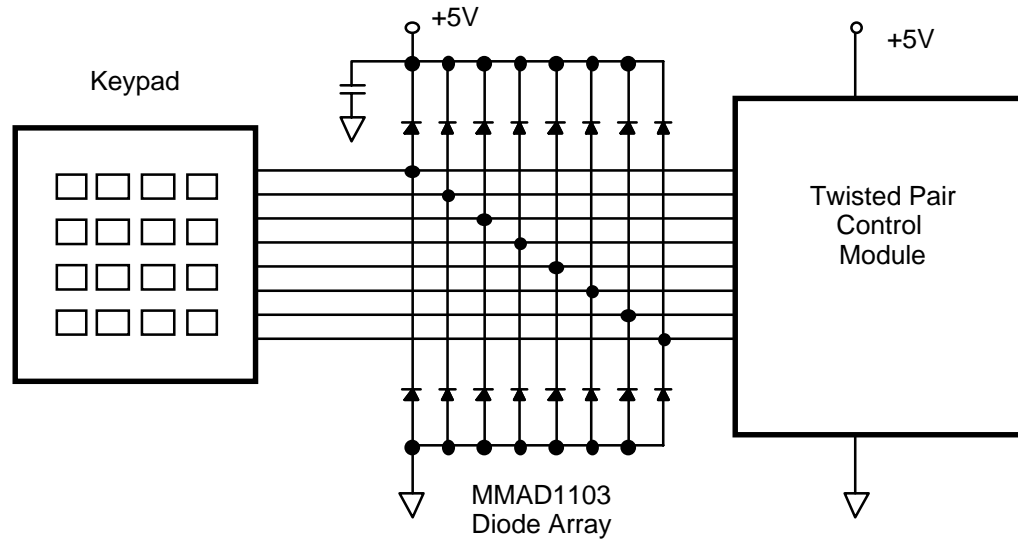 +5V
+5V
Keypad
Twisted Pair
Control
Module
MMAD1103
Diode Array